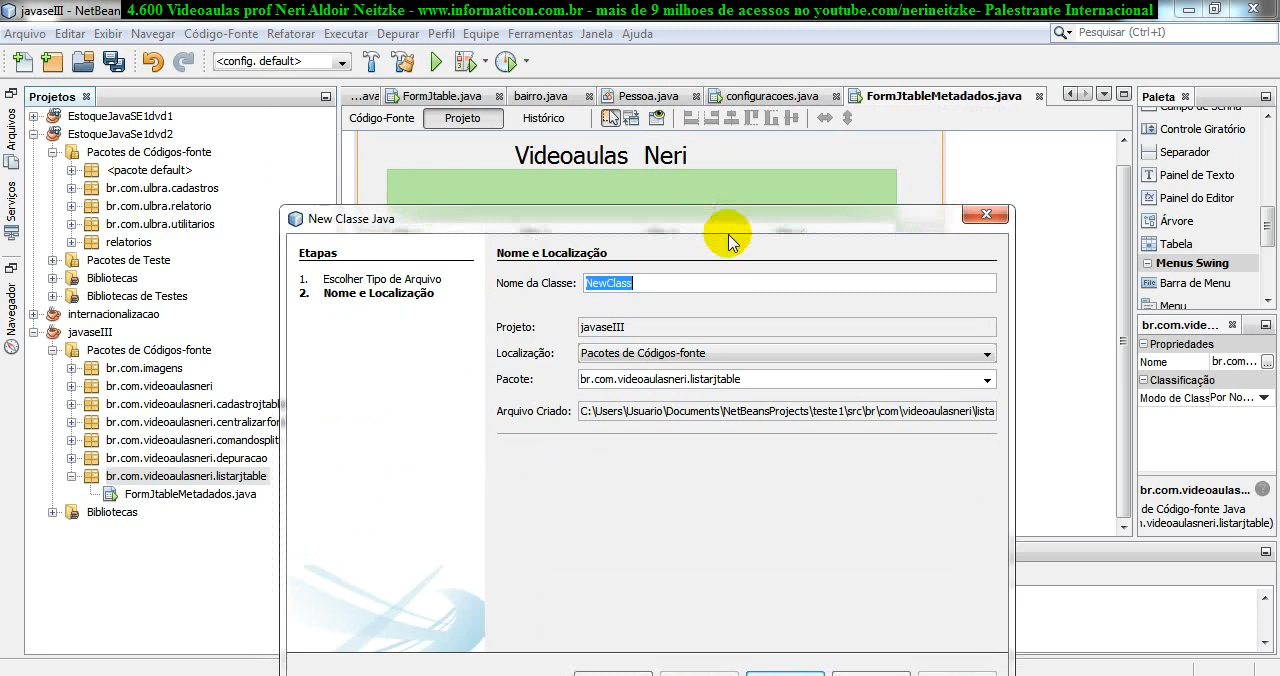 javaseIII - NetBean
4.600 Videoaulas prof Neri Aldoir Neitzke - www.informaticon.com.br - mais de 9 milhoes de acessos no youtube.com/nerineitzke- Palestrante Internacional
Arquivo Editar Exibir Navegar Código-Fonte Refatorar Executar Depurar Perfil Equipe Ferramentas Janela Ajuda
Pesquisar (Ctrl+I)
<config. default>
Projetos
...ava FormJtable.java bairro.java Pessoa.java configuracoes.java FormJtableMetadados.java
Paleta
Código-Fonte Projeto Histórico
Arquivos
Serviços
Navegador
EstoqueJavaSE1dvd1
EstoqueJavaSE1dvd2
Pacotes de Códigos-fonte
<pacote default>
br.com.ulbra.cadastros
br.com.ulbra.relatorio
br.com.ulbra.utilitarios
relatorios
Pacotes de Teste
Bibliotecas
Bibliotecas de Testes
internacionalizacao
javaseIII
Pacotes de Códigos-fonte
br.com.imagens
br.com.videoaulasneri
br.com.videoaulasneri.cadastrojtabl
br.com.videoaulasneri.centralizarfor
br.com.videoaulasneri.comandosplit
br.com.videoaulasneri.depuracao
br.com.videoaulasneri.listarjtable
FormJtableMetadados.java
Bibliotecas
Videoaulas Neri
New Classe Java
Etapas
1. Escolher Tipo de Arquivo
2. Nome e Localização
Nome e Localização
Nome da Classe: NewClass
Projeto: javaseIII
Localização: Pacotes de Códigos-fonte
Pacote: br.com.videoaulasneri.listarjtable
Arquivo Criado: C:\Users\Usuario\Documents\NetBeansProjects\teste1\src\br\com\videoaulasneri\lista
Campo de Senha
Controle Giratório
Separador
Painel de Texto
Painel do Editor
Árvore
Tabela
Menus Swing
Barra de Menu
Menu
br.com.vide...
Propriedades
Nome br.com... ...
Classificação
Modo de Class Por No...
br.com.videoaulas...
de Código-fonte Java
n.videoaulasneri.listarjtable)